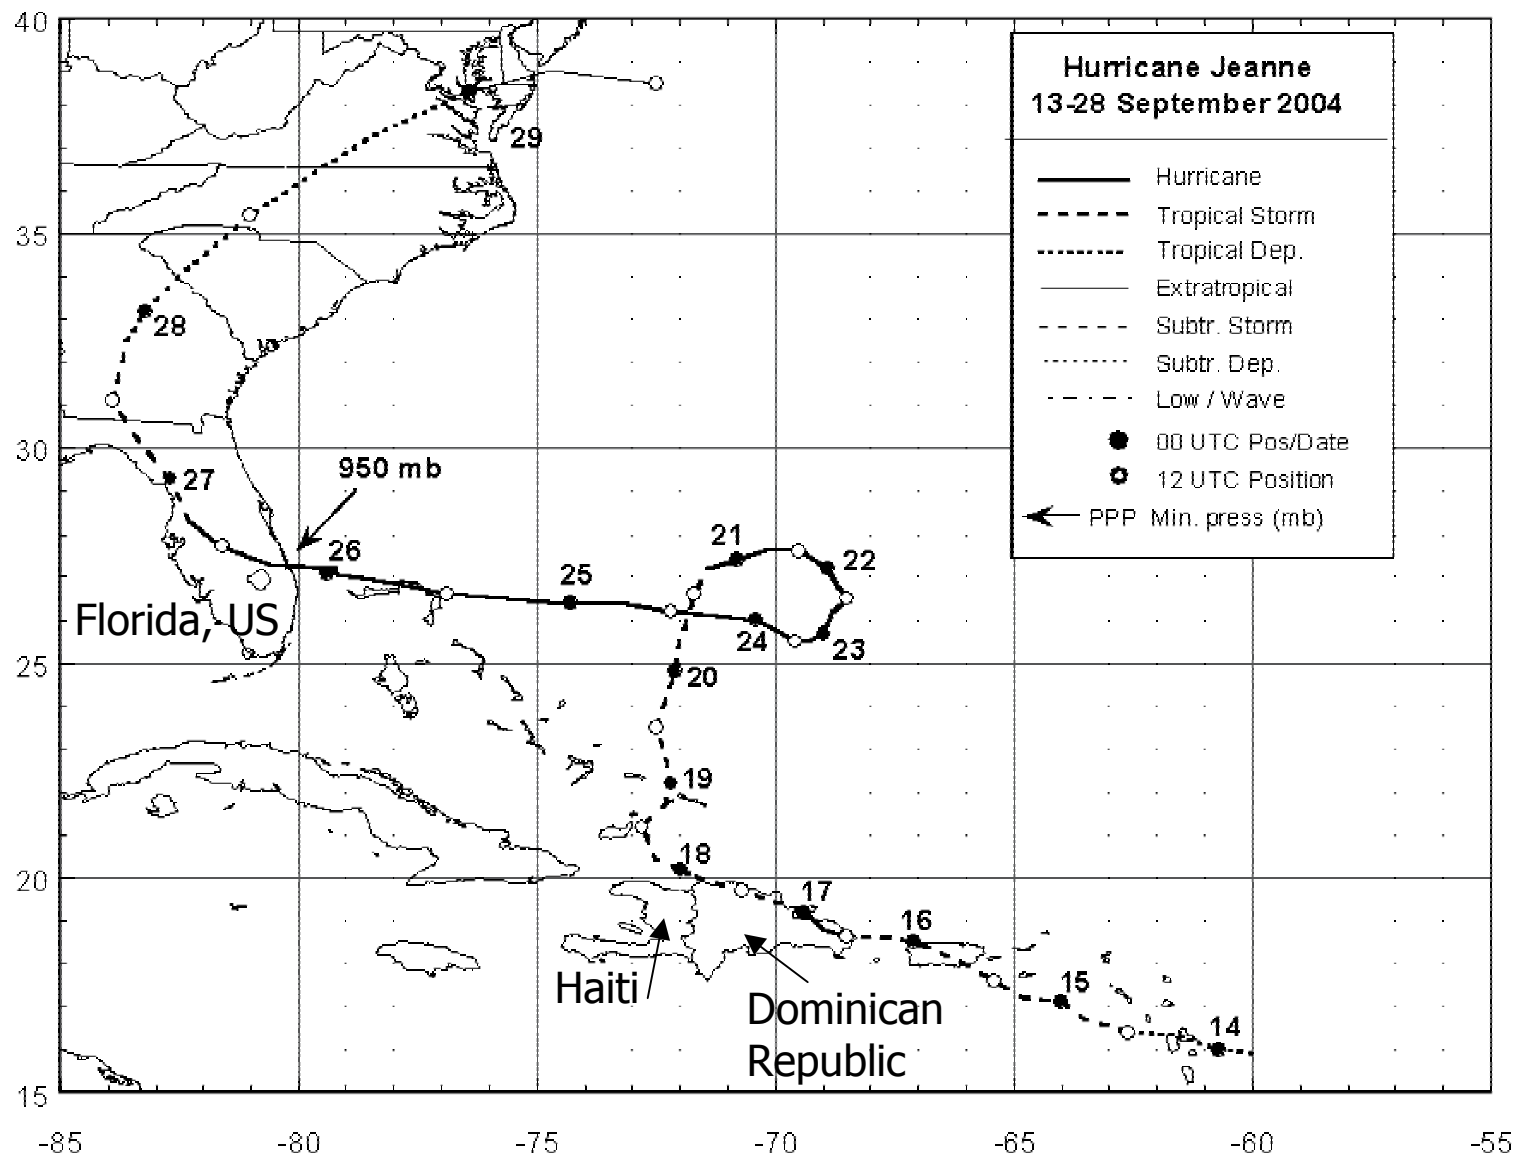 40
35
30
25
20
15
-85
-80
-75
-70
-65
-60
-55
Hurricane Jeanne
13-28 September 2004
Hurricane
Tropical Storm
Tropical Dep.
Extratropical
Subtr. Storm
Subtr. Dep.
Low / Wave
00 UTC Pos/Date
12 UTC Position
PPP Min. press (mb)
29
28
950 mb
27
26
25
21
22
24
23
20
19
18
17
16
15
14
Florida, US
Haiti
Dominican
Republic